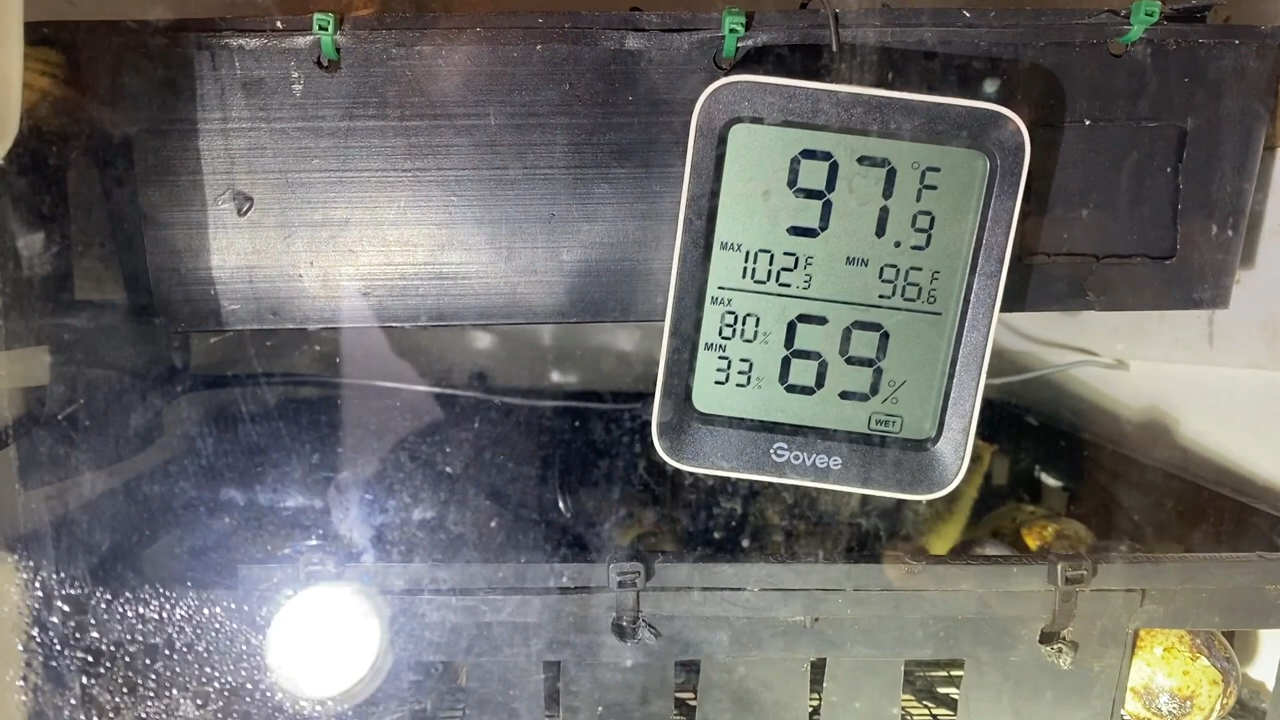 97.9 °F
MAX 102.3 F MIN 96.6 F
MAX 80% 69%
MIN 33%
WET
Govee